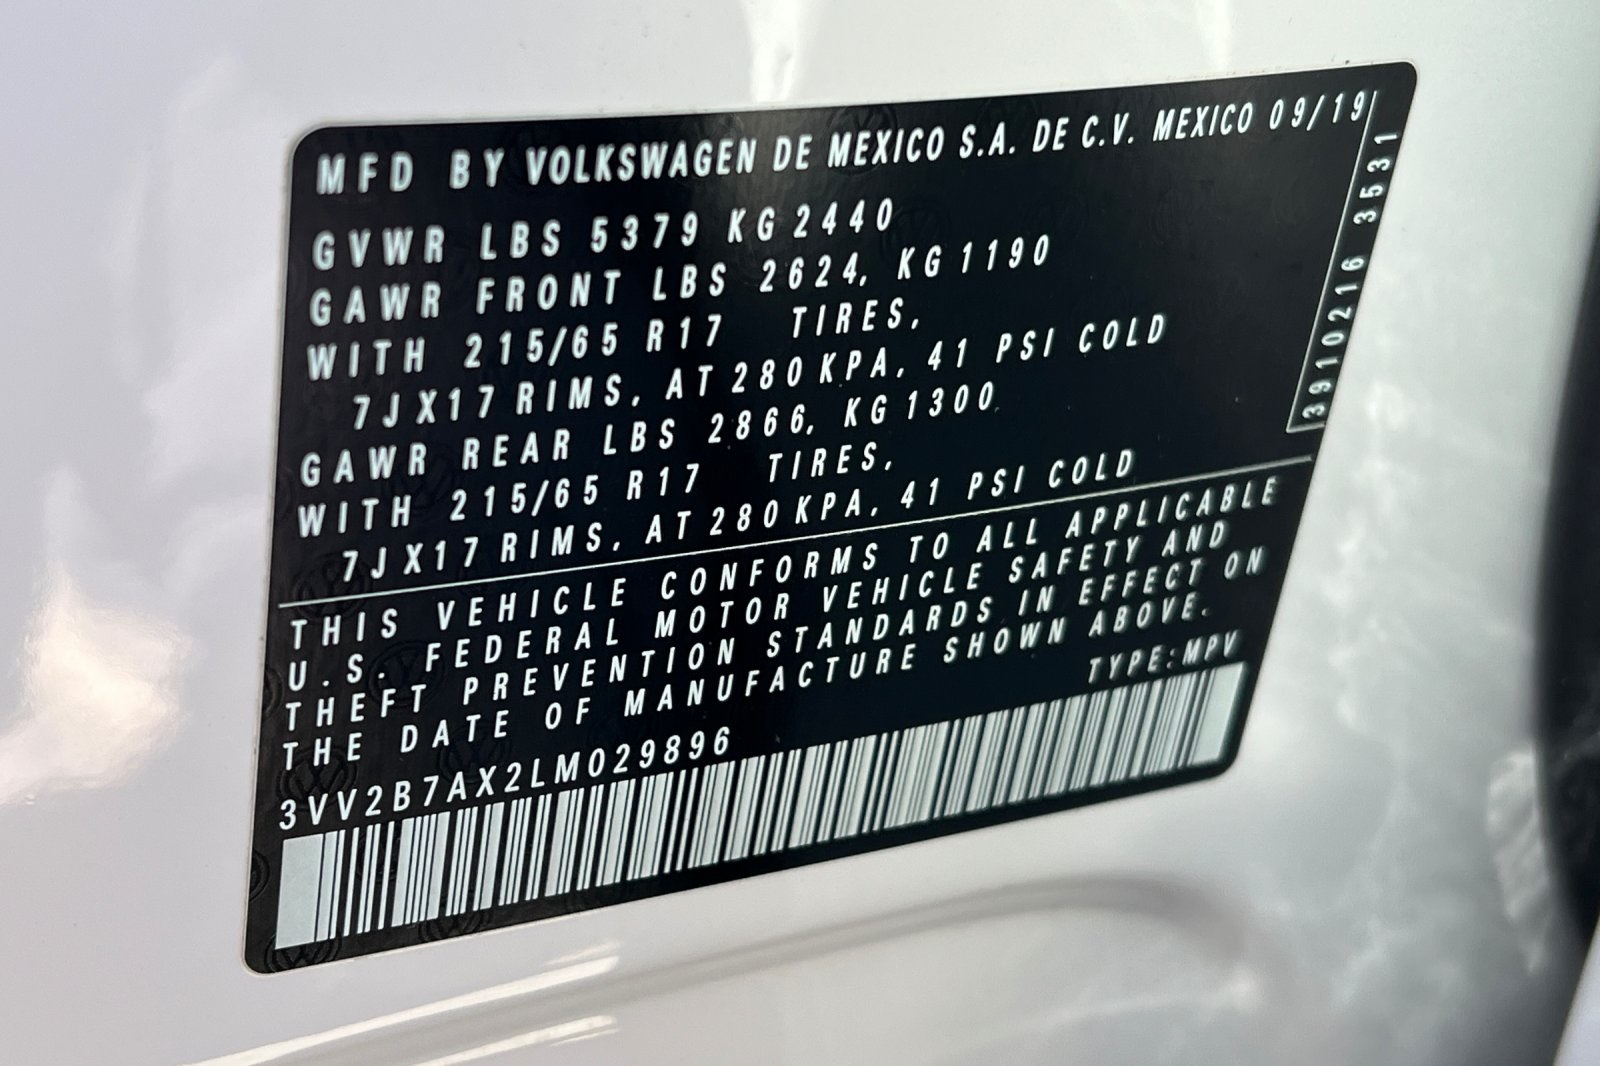 MFD BY VOLKSWAGEN DE MEXICO S.A. DE C.V. MEXICO 09/19
GVWR LBS 5379 KG 2440
GAWR FRONT LBS 2624, KG 1190
WITH 215/65 R17 TIRES,
7JX17 RIMS, AT 280 KPA, 41 PSI COLD
GAWR REAR LBS 2866, KG 1300
WITH 215/65 R17 TIRES,
7JX17 RIMS, AT 280 KPA, 41 PSI COLD
3910216 3531
THIS VEHICLE CONFORMS TO ALL APPLICABLE
U.S. FEDERAL MOTOR VEHICLE SAFETY AND
THEFT PREVENTION STANDARDS IN EFFECT ON
THE DATE OF MANUFACTURE SHOWN ABOVE.
TYPE:MPV
3VV2B7AX2LM029896